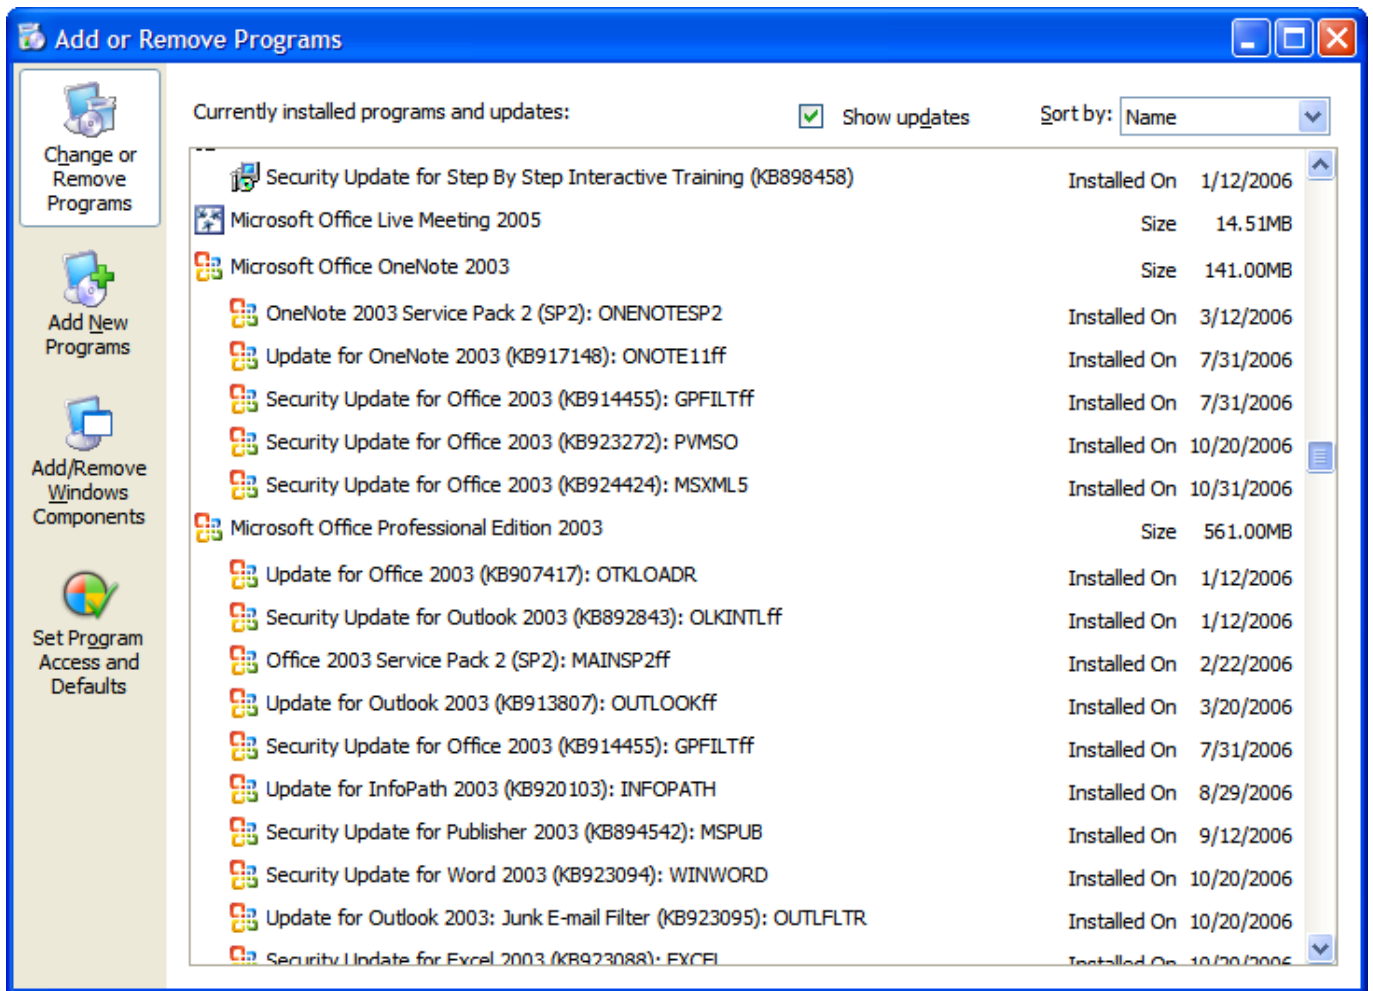 Add or Remove Programs
Change or
Remove
Programs
Add New
Programs
Add/Remove
Windows
Components
Set Program
Access and
Defaults
Currently installed programs and updates:
Show updates
Sort by: Name
Security Update for Step By Step Interactive Training (KB898458) Installed On 1/12/2006
Microsoft Office Live Meeting 2005 Size 14.51MB
Microsoft Office OneNote 2003 Size 141.00MB
OneNote 2003 Service Pack 2 (SP2): ONENOTESP2 Installed On 3/12/2006
Update for OneNote 2003 (KB917148): ONOTE11ff Installed On 7/31/2006
Security Update for Office 2003 (KB914455): GPFILTff Installed On 7/31/2006
Security Update for Office 2003 (KB923272): PVMSO Installed On 10/20/2006
Security Update for Office 2003 (KB924424): MSXML5 Installed On 10/31/2006
Microsoft Office Professional Edition 2003 Size 561.00MB
Update for Office 2003 (KB907417): OTKLOADR Installed On 1/12/2006
Security Update for Outlook 2003 (KB892843): OLKINTLff Installed On 1/12/2006
Office 2003 Service Pack 2 (SP2): MAINSP2ff Installed On 2/22/2006
Update for Outlook 2003 (KB913807): OUTLOOKff Installed On 3/20/2006
Security Update for Office 2003 (KB914455): GPFILTff Installed On 7/31/2006
Update for InfoPath 2003 (KB920103): INFOPATH Installed On 8/29/2006
Security Update for Publisher 2003 (KB894542): MSPUB Installed On 9/12/2006
Security Update for Word 2003 (KB923094): WINWORD Installed On 10/20/2006
Update for Outlook 2003: Junk E-mail Filter (KB923095): OUTLFLTR Installed On 10/20/2006
Security Update for Excel 2003 (KB923088): EXCEL Installed On 10/20/2006